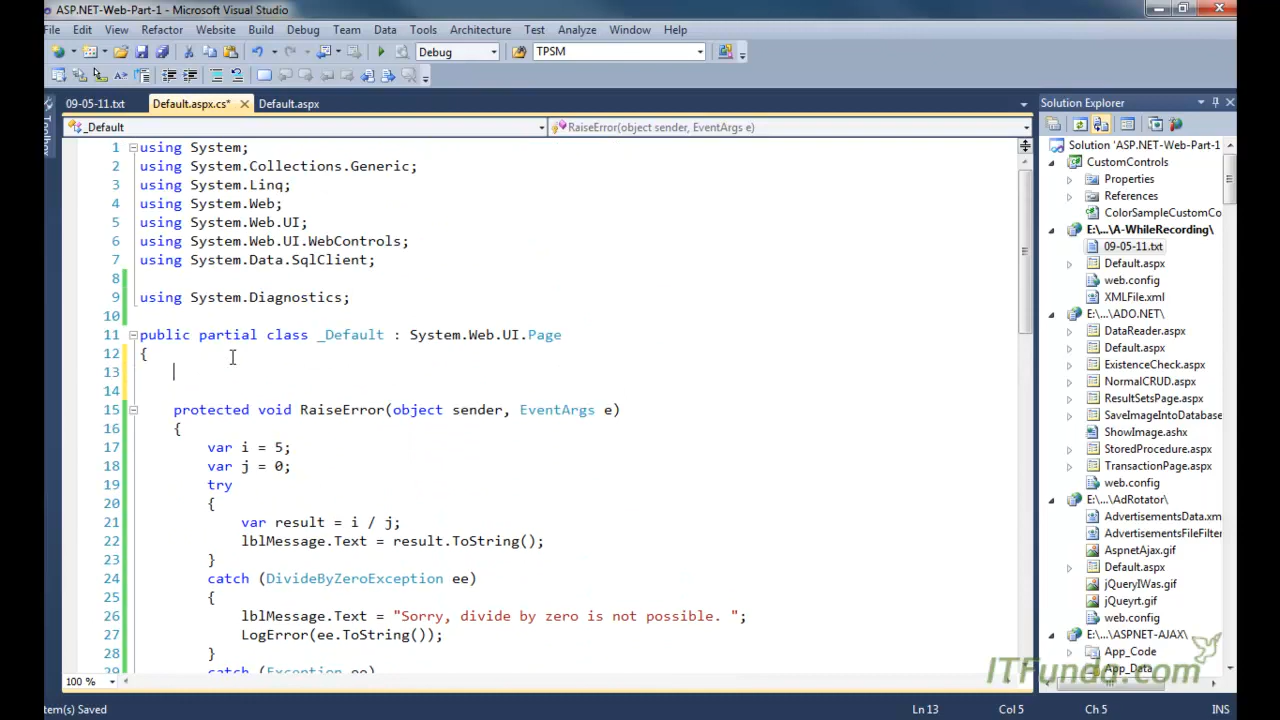 ASP.NET-Web-Part-1 - Microsoft Visual Studio
File Edit View Refactor Website Build Debug Team Data Tools Architecture Test Analyze Window Help
Debug TPSM
09-05-11.txt Default.aspx.cs* Default.aspx
_Default RaiseError(object sender, EventArgs e)
1 using System;
2 using System.Collections.Generic;
3 using System.Linq;
4 using System.Web;
5 using System.Web.UI;
6 using System.Web.UI.WebControls;
7 using System.Data.SqlClient;
8
9 using System.Diagnostics;
10
11 public partial class _Default : System.Web.UI.Page
12 {
13
14
15 protected void RaiseError(object sender, EventArgs e)
16 {
17 var i = 5;
18 var j = 0;
19 try
20 {
21 var result = i / j;
22 lblMessage.Text = result.ToString();
23 }
24 catch (DivideByZeroException ee)
25 {
26 lblMessage.Text = "Sorry, divide by zero is not possible. ";
27 LogError(ee.ToString());
28 }
29 catch (Exception ee)
100 %
tem(s) Saved Ln 13 Col 5 Ch 5 INS
Toolbox
Solution Explorer
Solution 'ASP.NET-Web-Part-1
CustomControls
Properties
References
ColorSampleCustomCo
E:\...\A-WhileRecording\
09-05-11.txt
Default.aspx
web.config
XMLFile.xml
E:\...\ADO.NET\
DataReader.aspx
Default.aspx
ExistenceCheck.aspx
NormalCRUD.aspx
ResultSetsPage.aspx
SaveImageIntoDatabase
ShowImage.ashx
StoredProcedure.aspx
TransactionPage.aspx
web.config
E:\...\AdRotator\
AdvertisementsData.xm
AdvertisementsFileFilter
AspnetAjax.gif
Default.aspx
jQueryIWas.gif
jQueyrt.gif
web.config
E:\...\ASPNET-AJAX\
App_Code
App_Data
ITFunda.com